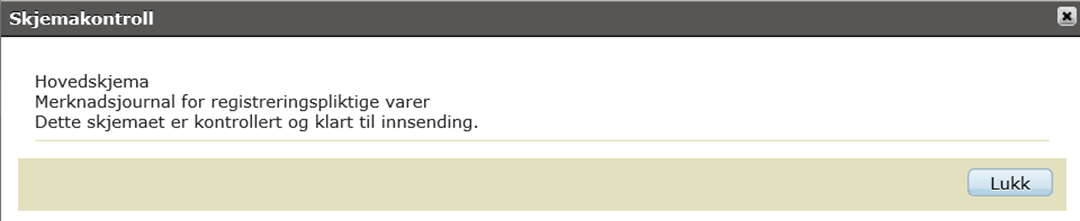 Skjemakontroll
Hovedskjema
Merknadsjournal for registreringspliktige varer
Dette skjemaet er kontrollert og klart til innsending.
Lukk